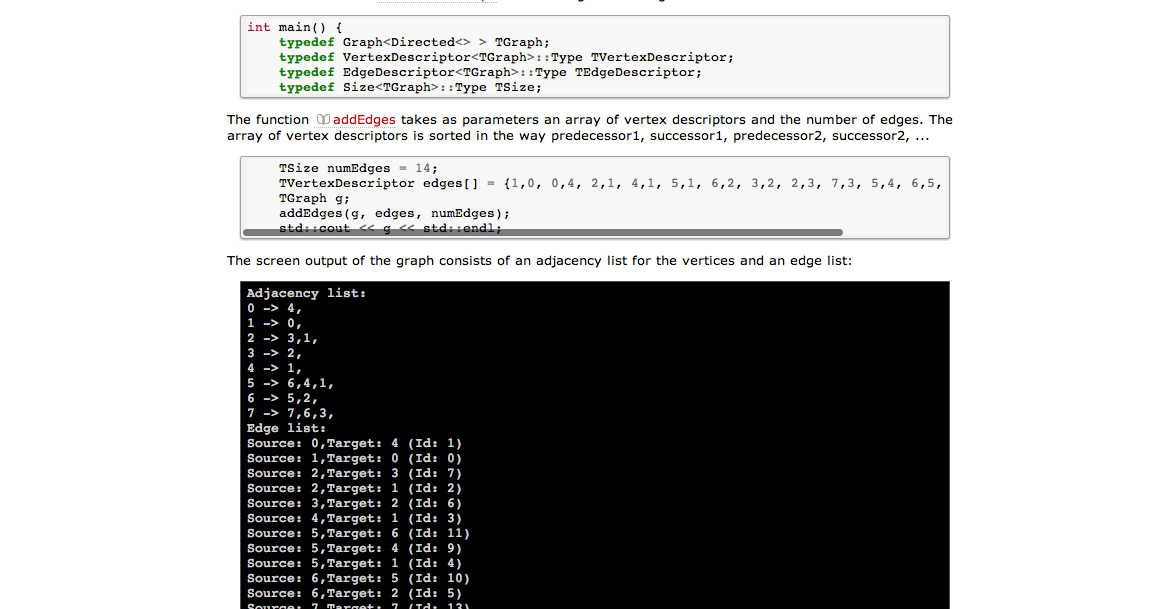 int main() {
    typedef Graph<Directed<> > TGraph;
    typedef VertexDescriptor<TGraph>::Type TVertexDescriptor;
    typedef EdgeDescriptor<TGraph>::Type TEdgeDescriptor;
    typedef Size<TGraph>::Type TSize;
The function addEdges takes as parameters an array of vertex descriptors and the number of edges. The
array of vertex descriptors is sorted in the way predecessor1, successor1, predecessor2, successor2, ...
    TSize numEdges = 14;
    TVertexDescriptor edges[] = {1,0, 0,4, 2,1, 4,1, 5,1, 6,2, 3,2, 2,3, 7,3, 5,4, 6,5,
    TGraph g;
    addEdges(g, edges, numEdges);
    std::cout << g << std::endl;
The screen output of the graph consists of an adjacency list for the vertices and an edge list:
Adjacency list:
0 -> 4,
1 -> 0,
2 -> 3,1,
3 -> 2,
4 -> 1,
5 -> 6,4,1,
6 -> 5,2,
7 -> 7,6,3,
Edge list:
Source: 0,Target: 4 (Id: 1)
Source: 1,Target: 0 (Id: 0)
Source: 2,Target: 3 (Id: 7)
Source: 2,Target: 1 (Id: 2)
Source: 3,Target: 2 (Id: 6)
Source: 4,Target: 1 (Id: 3)
Source: 5,Target: 6 (Id: 11)
Source: 5,Target: 4 (Id: 9)
Source: 5,Target: 1 (Id: 4)
Source: 6,Target: 5 (Id: 10)
Source: 6,Target: 2 (Id: 5)
Source: 7,Target: 7 (Id: 13)